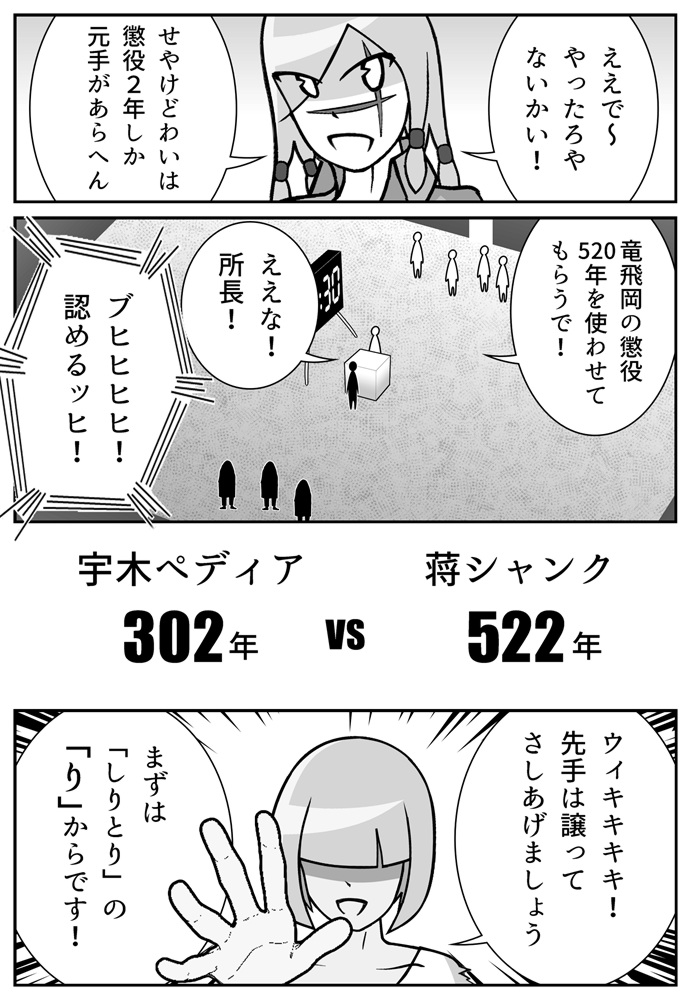 ええで～
やったろや
ないかい！
せやけどわいは
懲役２年しか
元手があらへん
竜飛岡の懲役
520年を使わせて
もらうで！
ええな！
所長！
:30
ブヒヒヒヒ！
認めるッヒ！
宇木ペディア
302年
VS
蒋シャンク
522年
ウイキキキキ！
先手は譲って
さしあげましょう
まずは
「しりとり」の
「り」からです！